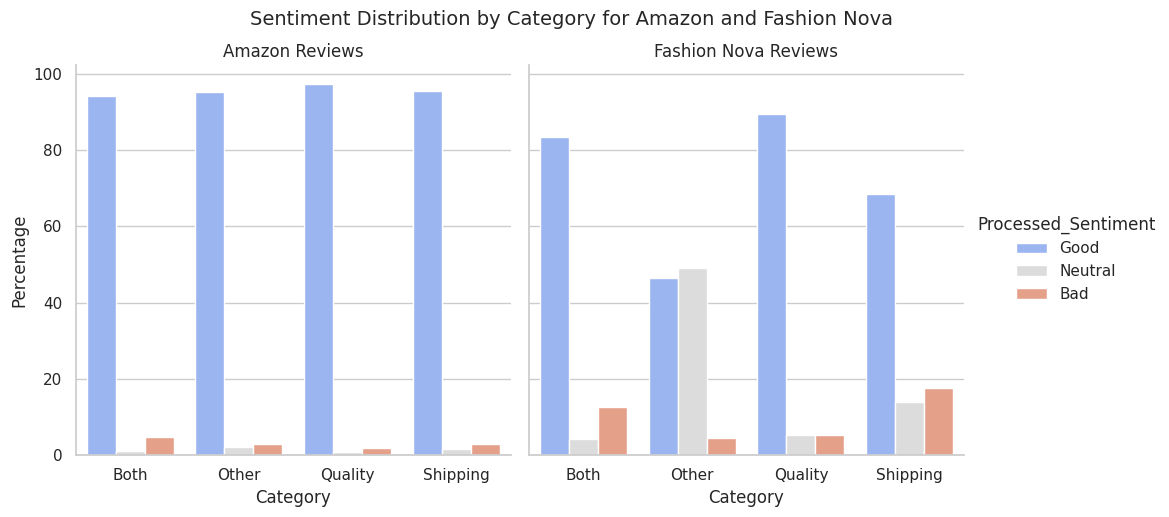 Sentiment Distribution by Category for Amazon and Fashion Nova
Amazon Reviews
Fashion Nova Reviews
100
80
60
40
20
0
Percentage
Both Other Quality Shipping
Category
Both Other Quality Shipping
Category
Processed_Sentiment
Good
Neutral
Bad